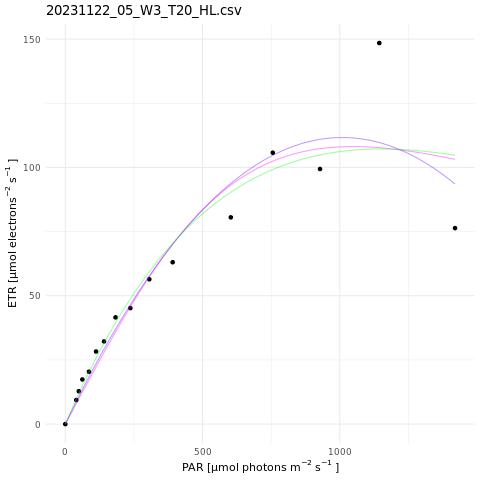 20231122_05_W3_T20_HL.csv
150
100
50
0
ETR [μmol electrons⁻² s⁻¹ ]
0 500 1000
PAR [μmol photons m⁻² s⁻¹ ]